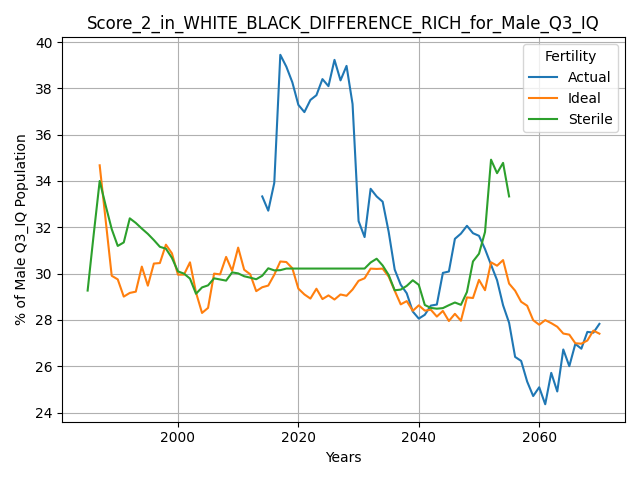 Score_2_in_WHITE_BLACK_DIFFERENCE_RICH_for_Male_Q3_IQ
Fertility
Actual
Ideal
Sterile
% of Male Q3_IQ Population
40
38
36
34
32
30
28
26
24
2000
2020
2040
2060
Years